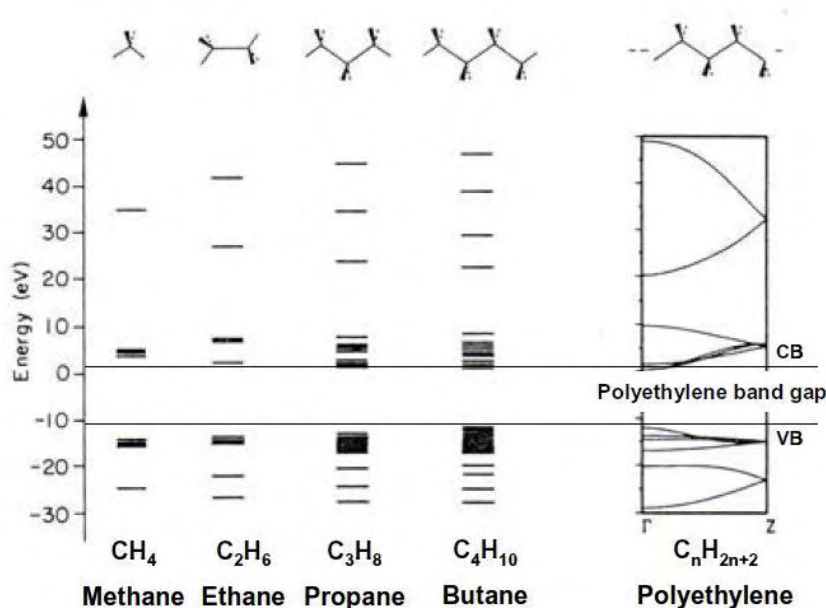 50
40
30
20
10
0
-10
-20
-30
Energy (eV)
CB
Polyethylene band gap
VB
Γ Z
CH4 C2H6 C3H8 C4H10 CnH2n+2
Methane Ethane Propane Butane Polyethylene